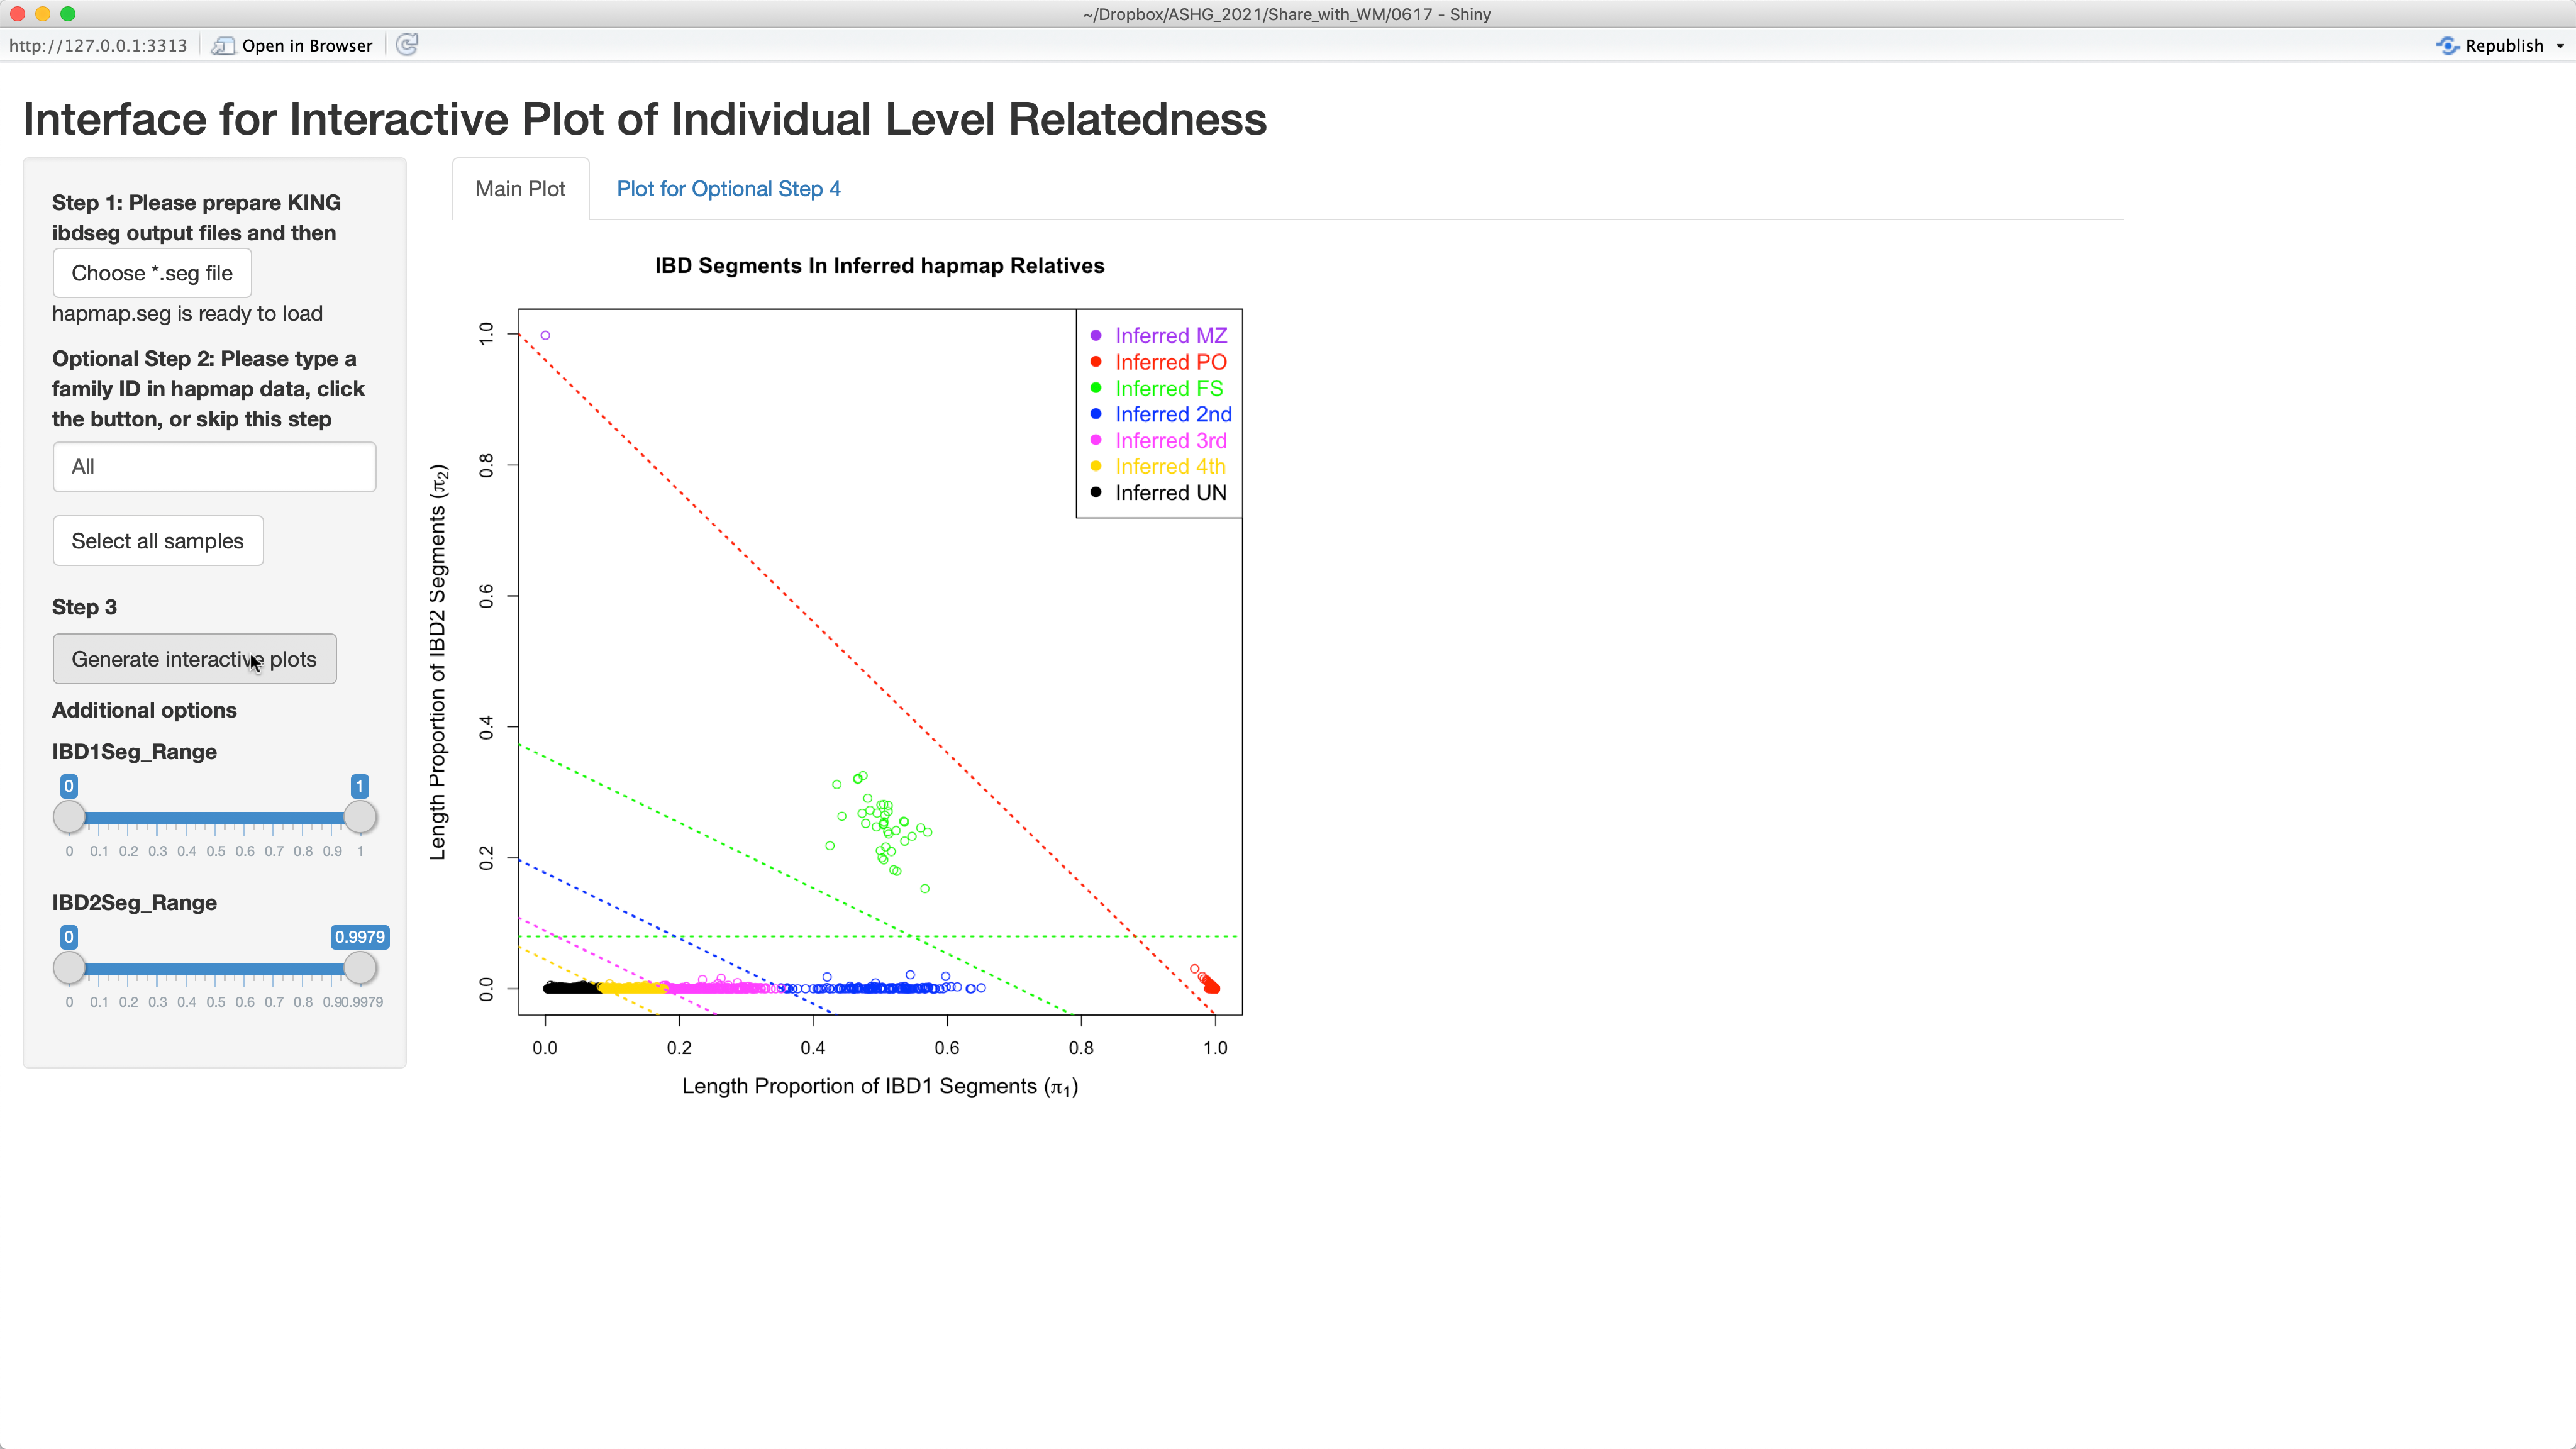 ~/Dropbox/ASHG_2021/Share_with_WM/0617 - Shiny
http://127.0.0.1:3313
Open in Browser
Republish
Interface for Interactive Plot of Individual Level Relatedness
Step 1: Please prepare KING
ibdseg output files and then
Choose *.seg file
hapmap.seg is ready to load
Optional Step 2: Please type a
family ID in hapmap data, click
the button, or skip this step
All
Select all samples
Step 3
Generate interactive plots
Additional options
IBD1Seg_Range
0 1
0 0.1 0.2 0.3 0.4 0.5 0.6 0.7 0.8 0.9 1
IBD2Seg_Range
0 0.9979
0 0.1 0.2 0.3 0.4 0.5 0.6 0.7 0.8 0.90.9979
Main Plot
Plot for Optional Step 4
IBD Segments In Inferred hapmap Relatives
Inferred MZ
Inferred PO
Inferred FS
Inferred 2nd
Inferred 3rd
Inferred 4th
Inferred UN
Length Proportion of IBD2 Segments (π2)
1.0
0.8
0.6
0.4
0.2
0.0
0.0 0.2 0.4 0.6 0.8 1.0
Length Proportion of IBD1 Segments (π1)